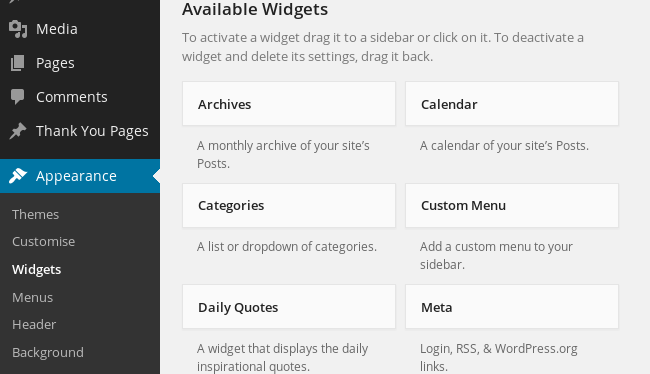 Media
Pages
Comments
Thank You Pages
Appearance
Themes
Customise
Widgets
Menus
Header
Background
Available Widgets
To activate a widget drag it to a sidebar or click on it. To deactivate a
widget and delete its settings, drag it back.
Archives
A monthly archive of your site's
Posts.
Calendar
A calendar of your site's Posts.
Categories
A list or dropdown of categories.
Custom Menu
Add a custom menu to your
sidebar.
Daily Quotes
A widget that displays the daily
inspirational quotes.
Meta
Login, RSS, & WordPress.org
links.